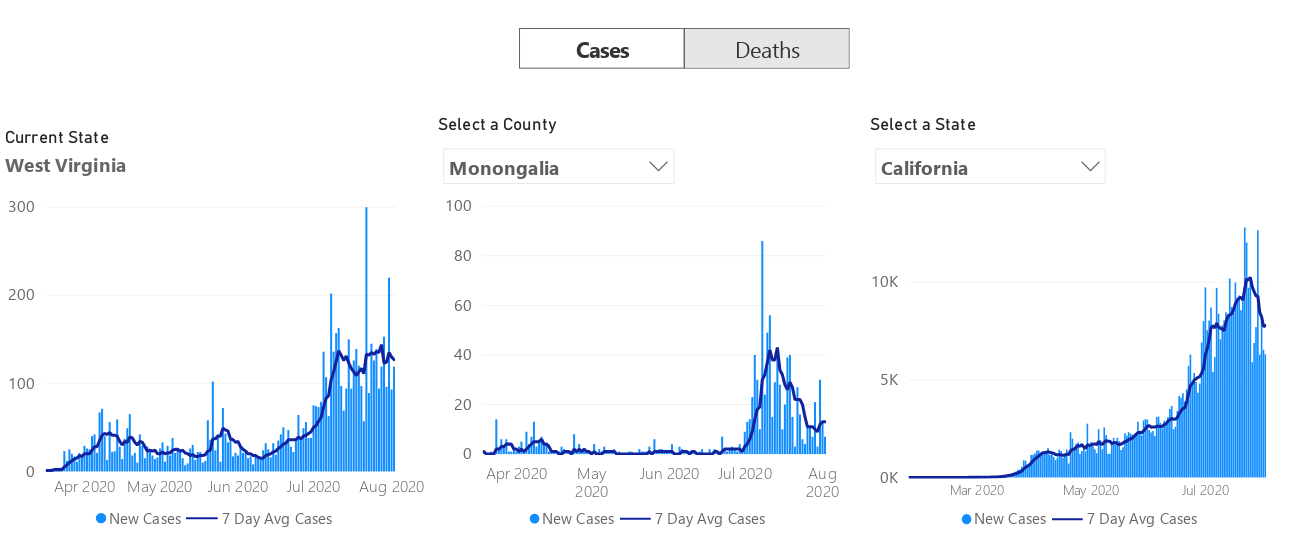 Cases Deaths
Current State
West Virginia
300
200
100
0
Apr 2020 May 2020 Jun 2020 Jul 2020 Aug 2020
New Cases 7 Day Avg Cases
Select a County
Monongalia
100
80
60
40
20
0
Apr 2020 May 2020 Jun 2020 Jul 2020 Aug 2020
New Cases 7 Day Avg Cases
Select a State
California
10K
5K
0K
Mar 2020 May 2020 Jul 2020
New Cases 7 Day Avg Cases